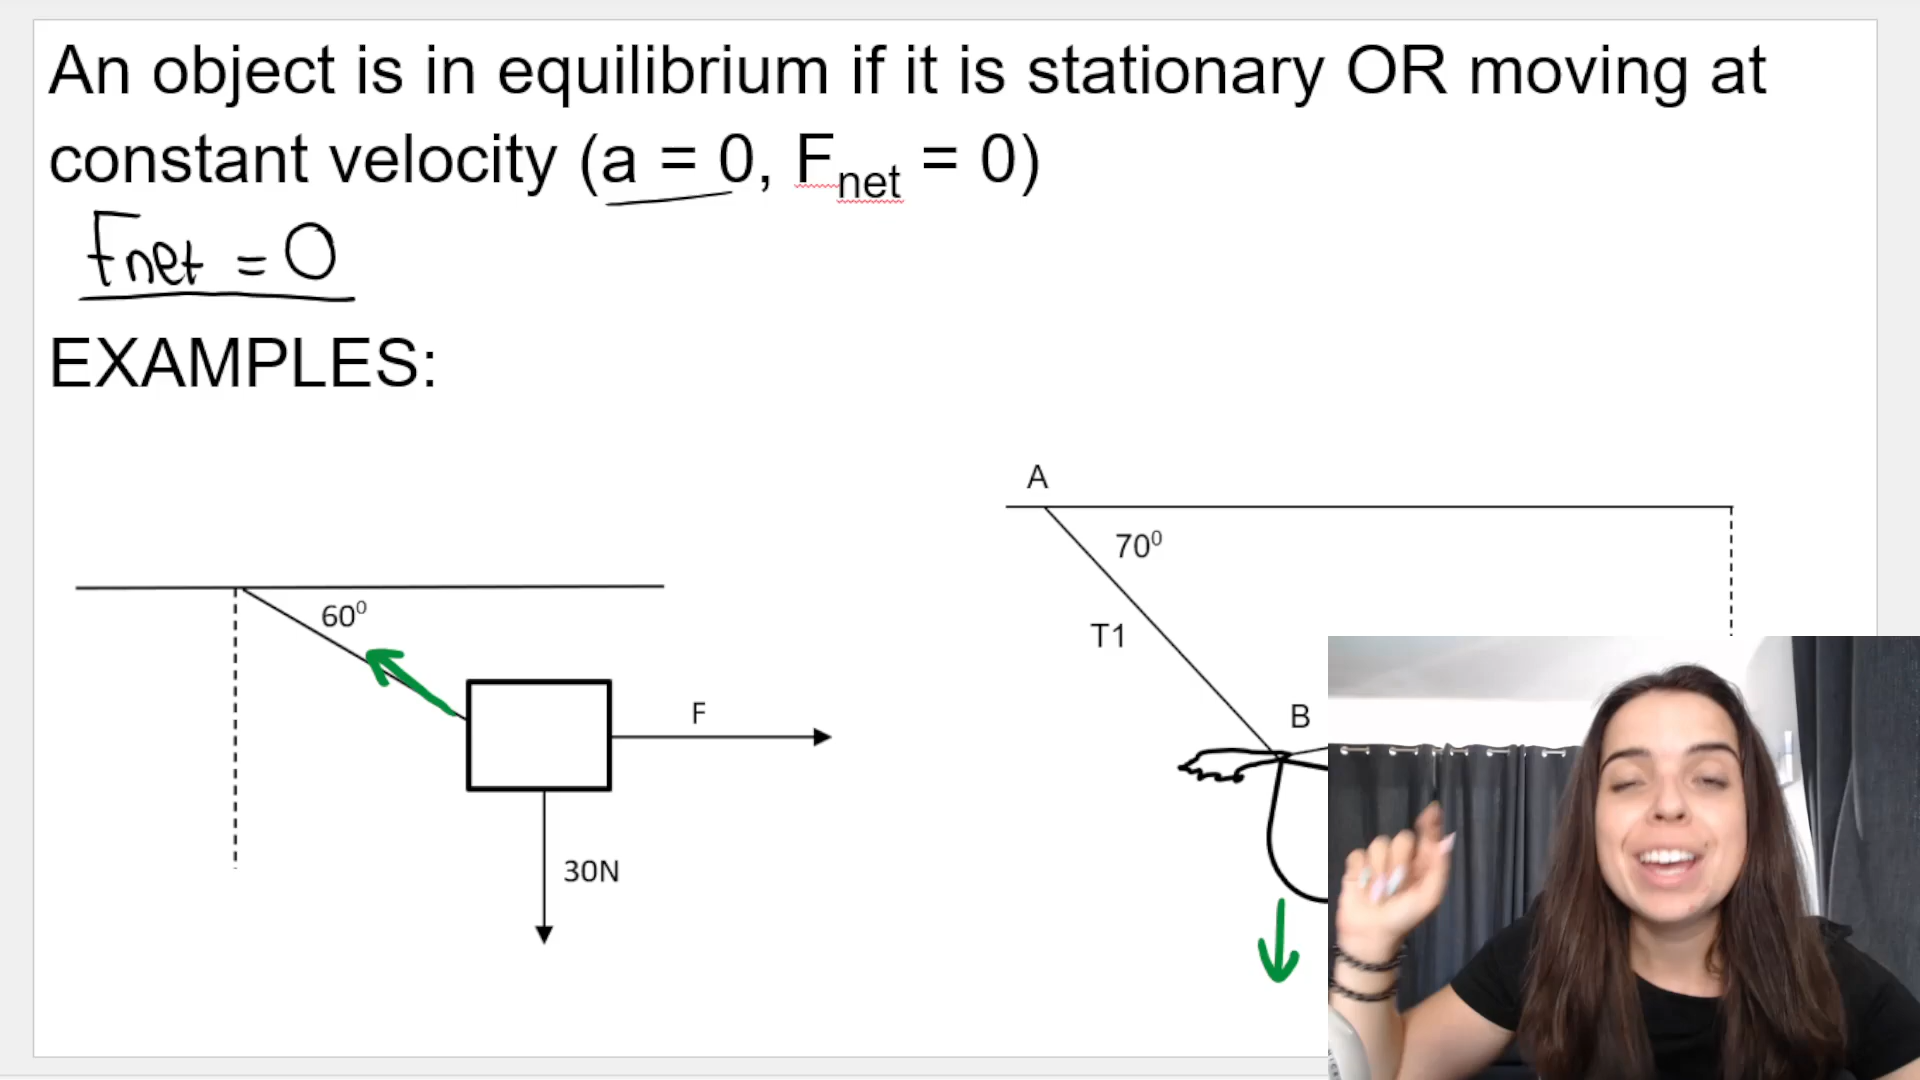 An object is in equilibrium if it is stationary OR moving at
constant velocity (a = 0, Fnet = 0)
Fnet = 0
EXAMPLES:
A
70⁰
60⁰
T1
F
B
30N